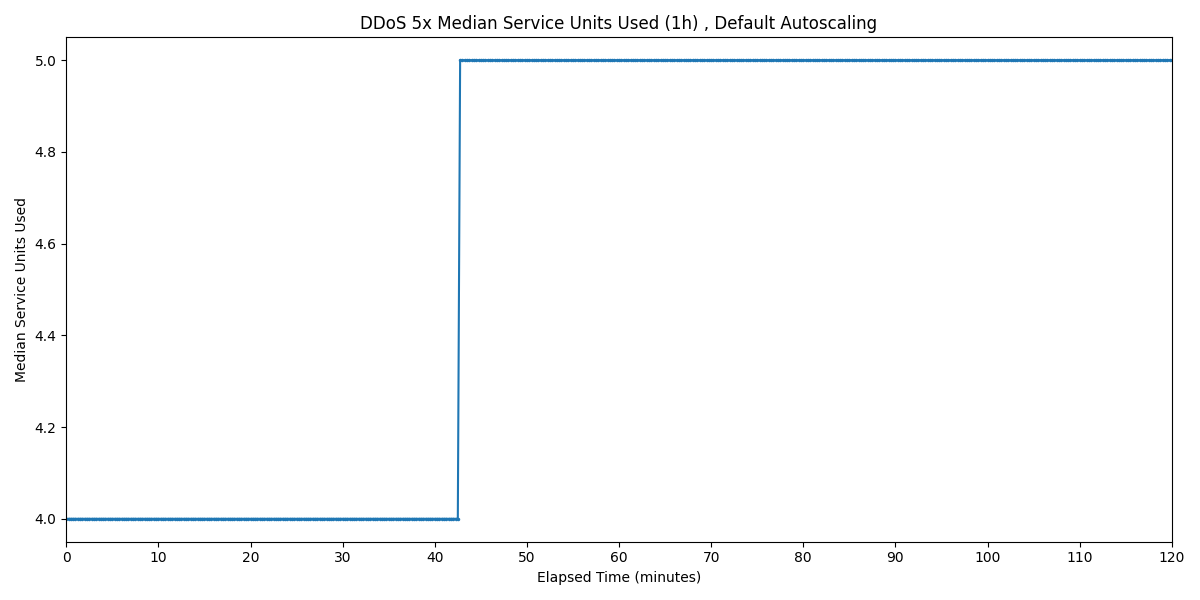 DDoS 5x Median Service Units Used (1h) , Default Autoscaling
5.0
4.8
4.6
4.4
4.2
4.0
Median Service Units Used
0 10 20 30 40 50 60 70 80 90 100 110 120
Elapsed Time (minutes)